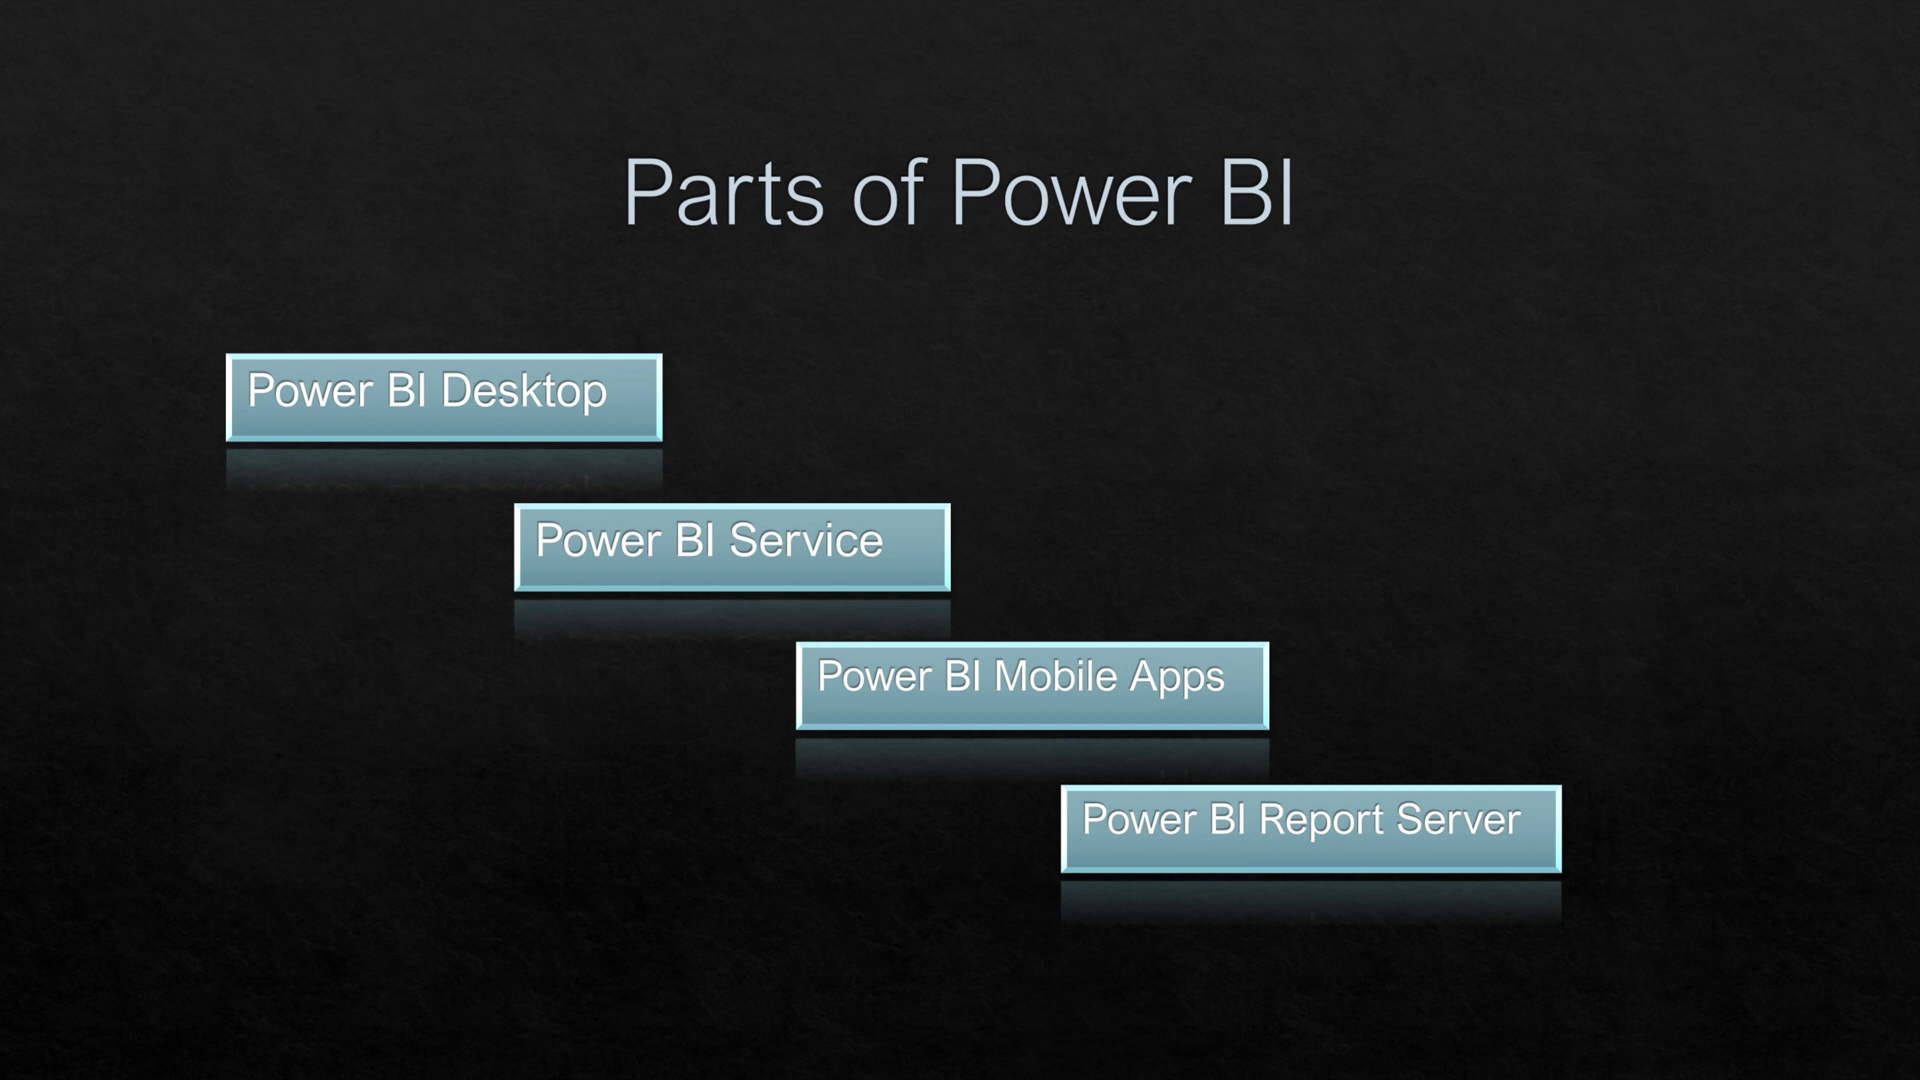 Parts of Power BI
Power BI Desktop
Power BI Service
Power BI Mobile Apps
Power BI Report Server